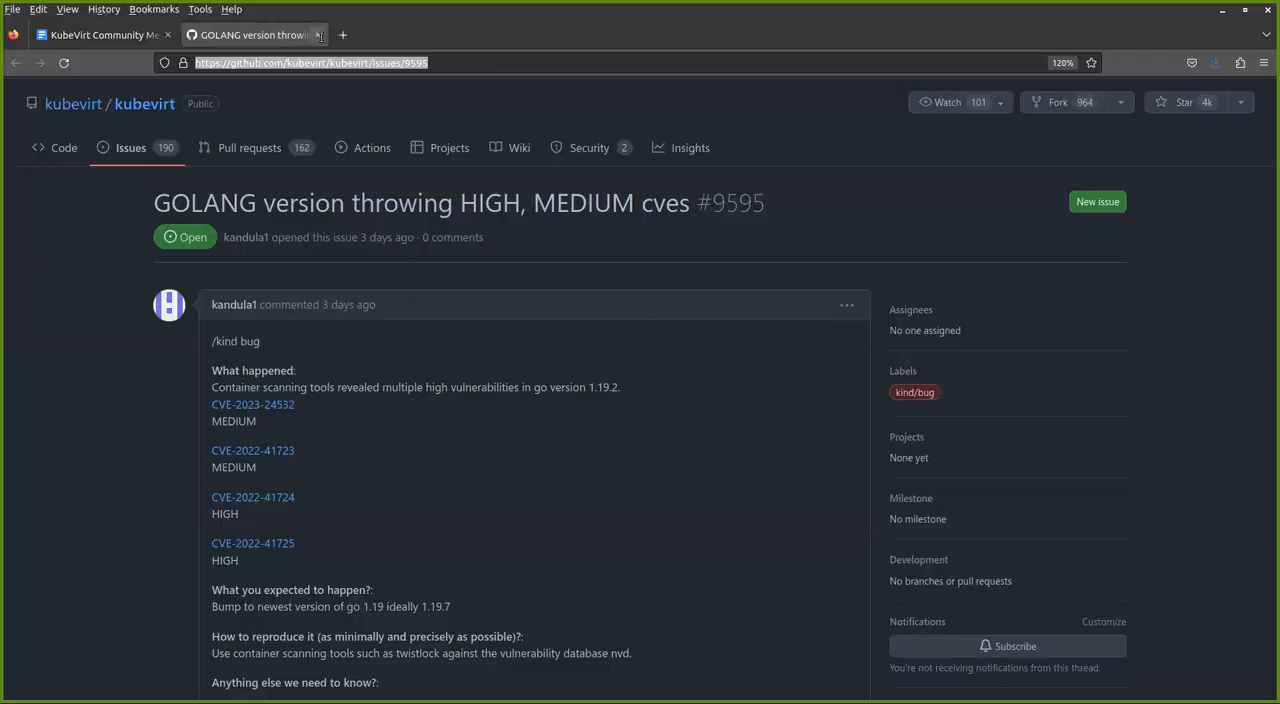 File Edit View History Bookmarks Tools Help
KubeVirt Community Me
GOLANG version throwi
https://github.com/kubevirt/kubevirt/issues/9595
120%
kubevirt / kubevirt Public
Watch 101
Fork 964
Star 4k
Code
Issues 190
Pull requests 162
Actions
Projects
Wiki
Security 2
Insights
GOLANG version throwing HIGH, MEDIUM cves #9595
New issue
Open
kandula1 opened this issue 3 days ago · 0 comments
kandula1 commented 3 days ago
/kind bug
What happened:
Container scanning tools revealed multiple high vulnerabilities in go version 1.19.2.
CVE-2023-24532
MEDIUM
CVE-2022-41723
MEDIUM
CVE-2022-41724
HIGH
CVE-2022-41725
HIGH
What you expected to happen?:
Bump to newest version of go 1.19 ideally 1.19.7
How to reproduce it (as minimally and precisely as possible)?:
Use container scanning tools such as twistlock against the vulnerability database nvd.
Anything else we need to know?:
Assignees
No one assigned
Labels
kind/bug
Projects
None yet
Milestone
No milestone
Development
No branches or pull requests
Notifications Customize
Subscribe
You're not receiving notifications from this thread.